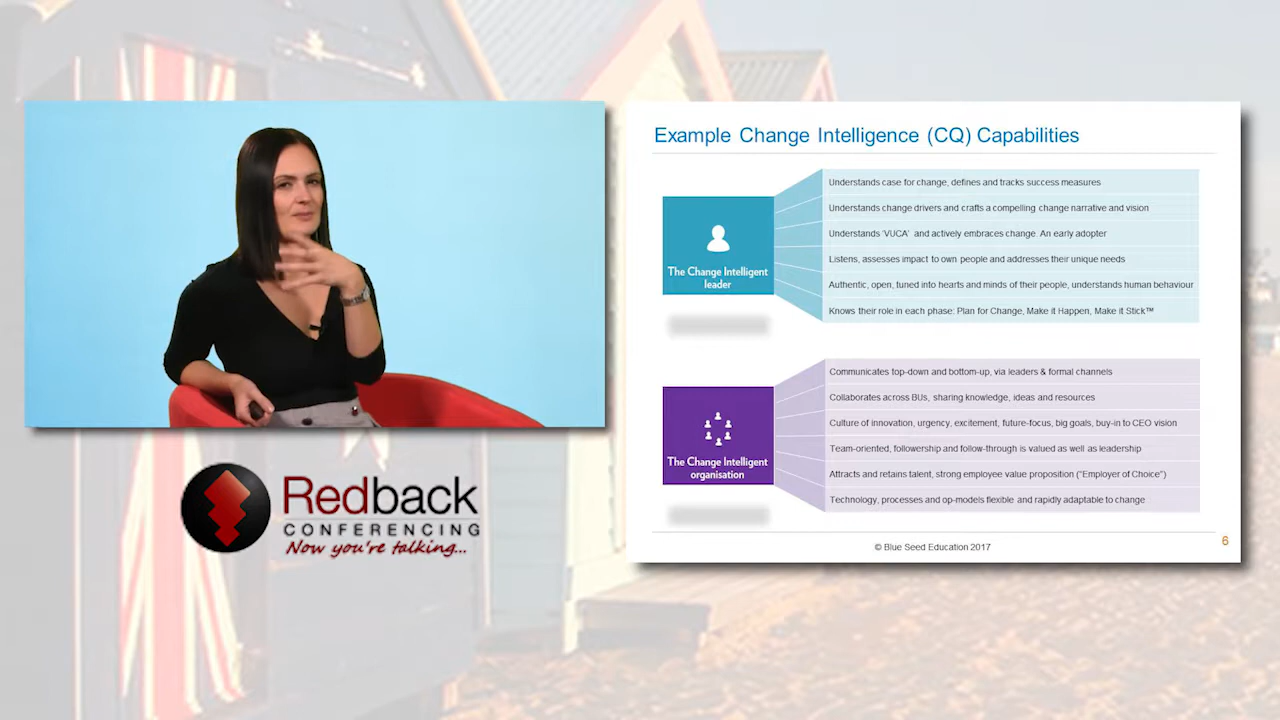 Example Change Intelligence (CQ) Capabilities
The Change Intelligent
leader
Understands case for change, defines and tracks success measures
Understands change drivers and crafts a compelling change narrative and vision
Understands 'VUCA' and actively embraces change. An early adopter
Listens, assesses impact to own people and addresses their unique needs
Authentic, open, tuned into hearts and minds of their people, understands human behaviour
Knows their role in each phase: Plan for Change, Make it Happen, Make it Stick™
The Change Intelligent
organisation
Communicates top-down and bottom-up, via leaders & formal channels
Collaborates across BUs, sharing knowledge, ideas and resources
Culture of innovation, urgency, excitement, future-focus, big goals, buy-in to CEO vision
Team-oriented, followership and follow-through is valued as well as leadership
Attracts and retains talent, strong employee value proposition ("Employer of Choice")
Technology, processes and op-models flexible and rapidly adaptable to change
© Blue Seed Education 2017
6
Redback
CONFERENCING
Now you're talking...